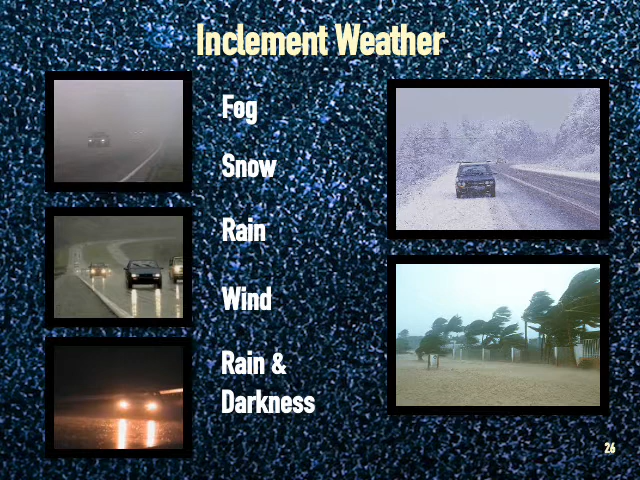 Inclement Weather
Fog
Snow
Rain
Wind
Rain &
Darkness
26